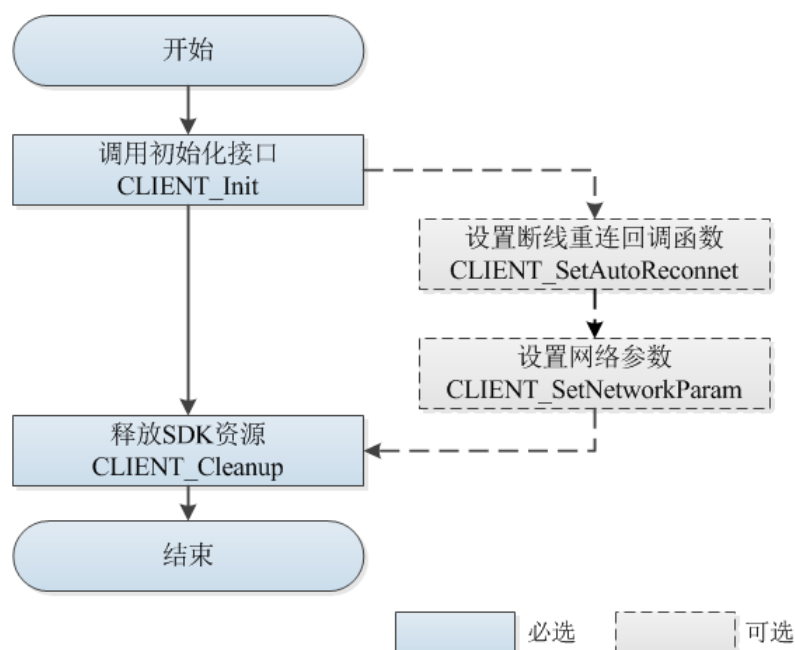 开始
调用初始化接口
CLIENT_Init
设置断线重连回调函数
CLIENT_SetAutoReconnet
设置网络参数
CLIENT_SetNetworkParam
释放SDK资源
CLIENT_Cleanup
结束
必选
可选